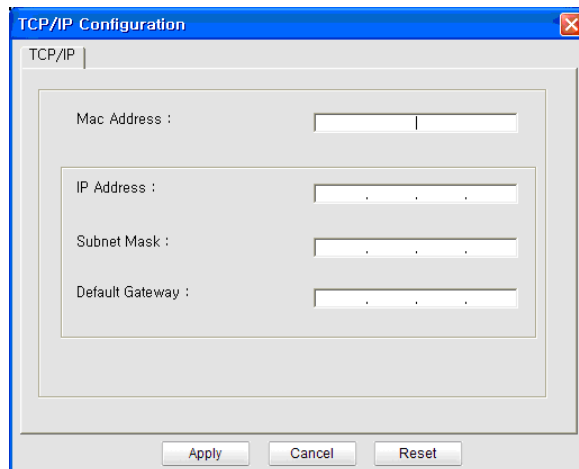 TCP/IP Configuration
TCP/IP
Mac Address :
IP Address : . . .
Subnet Mask : . . .
Default Gateway : . . .
Apply Cancel Reset